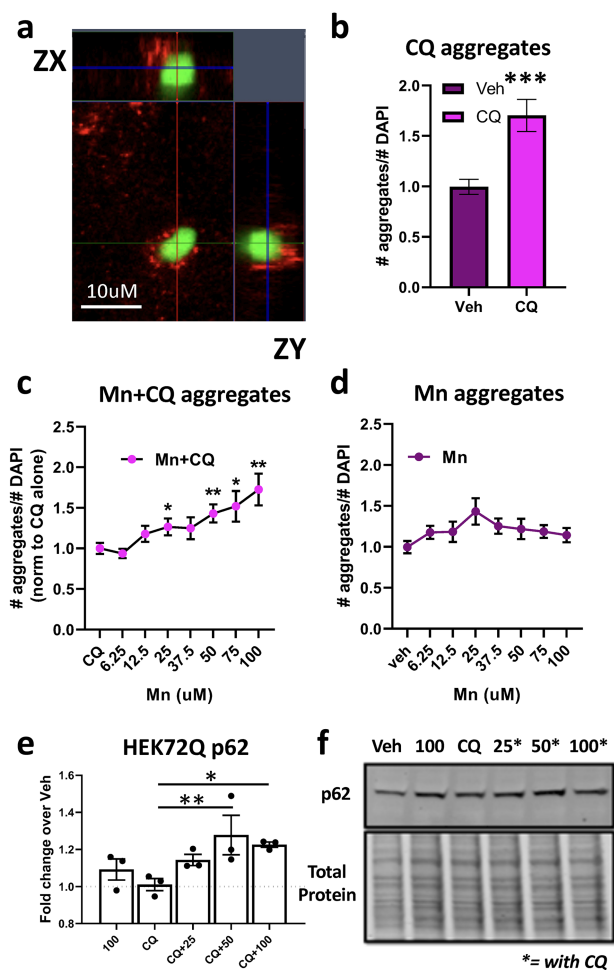 a
ZX
10uM
ZY
b
CQ aggregates
# aggregates/# DAPI
2.0
1.5
1.0
0.5
0.0
Veh
CQ
***
Veh
CQ
c
Mn+CQ aggregates
# aggregates/# DAPI
(norm to CQ alone)
2.5
2.0
1.5
1.0
0.5
0.0
Mn+CQ
*
**
*
**
CQ
6.25
12.5
25
37.5
50
75
100
Mn (uM)
d
Mn aggregates
# aggregates/# DAPI
2.5
2.0
1.5
1.0
0.5
0.0
Mn
veh
6.25
12.5
25
37.5
50
75
100
Mn (uM)
e
HEK72Q p62
Fold change over Veh
1.6
1.4
1.2
1.0
0.8
*
**
100
CQ
CQ+25
CQ+50
CQ+100
f
Veh 100 CQ 25* 50* 100*
p62
Total
Protein
*= with CQ